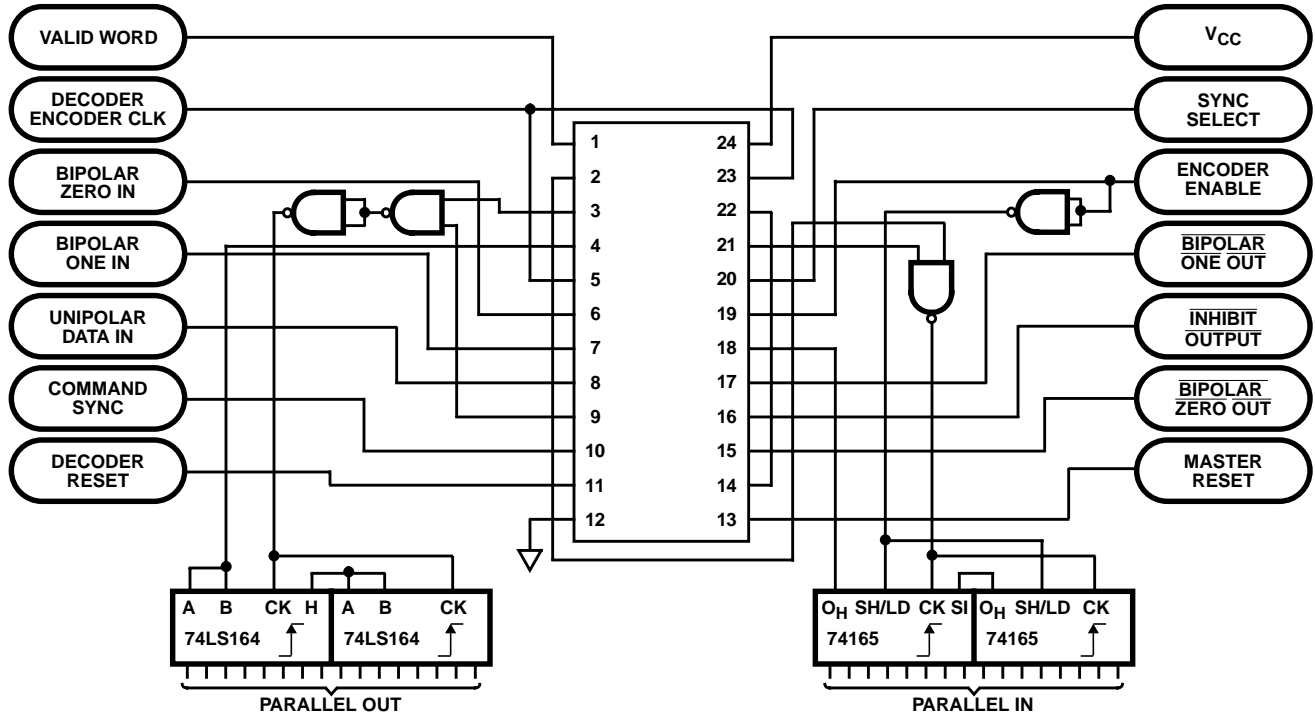 VALID WORD
DECODER
ENCODER CLK
BIPOLAR
ZERO IN
BIPOLAR
ONE IN
UNIPOLAR
DATA IN
COMMAND
SYNC
DECODER
RESET
1
2
3
4
5
6
7
8
9
10
11
12
24
23
22
21
20
19
18
17
16
15
14
13
VCC
SYNC
SELECT
ENCODER
ENABLE
BIPOLAR
ONE OUT
INHIBIT
OUTPUT
BIPOLAR
ZERO OUT
MASTER
RESET
A B CK H A B CK
74LS164 74LS164
PARALLEL OUT
OH SH/LD CK SI OH SH/LD CK
74165 74165
PARALLEL IN